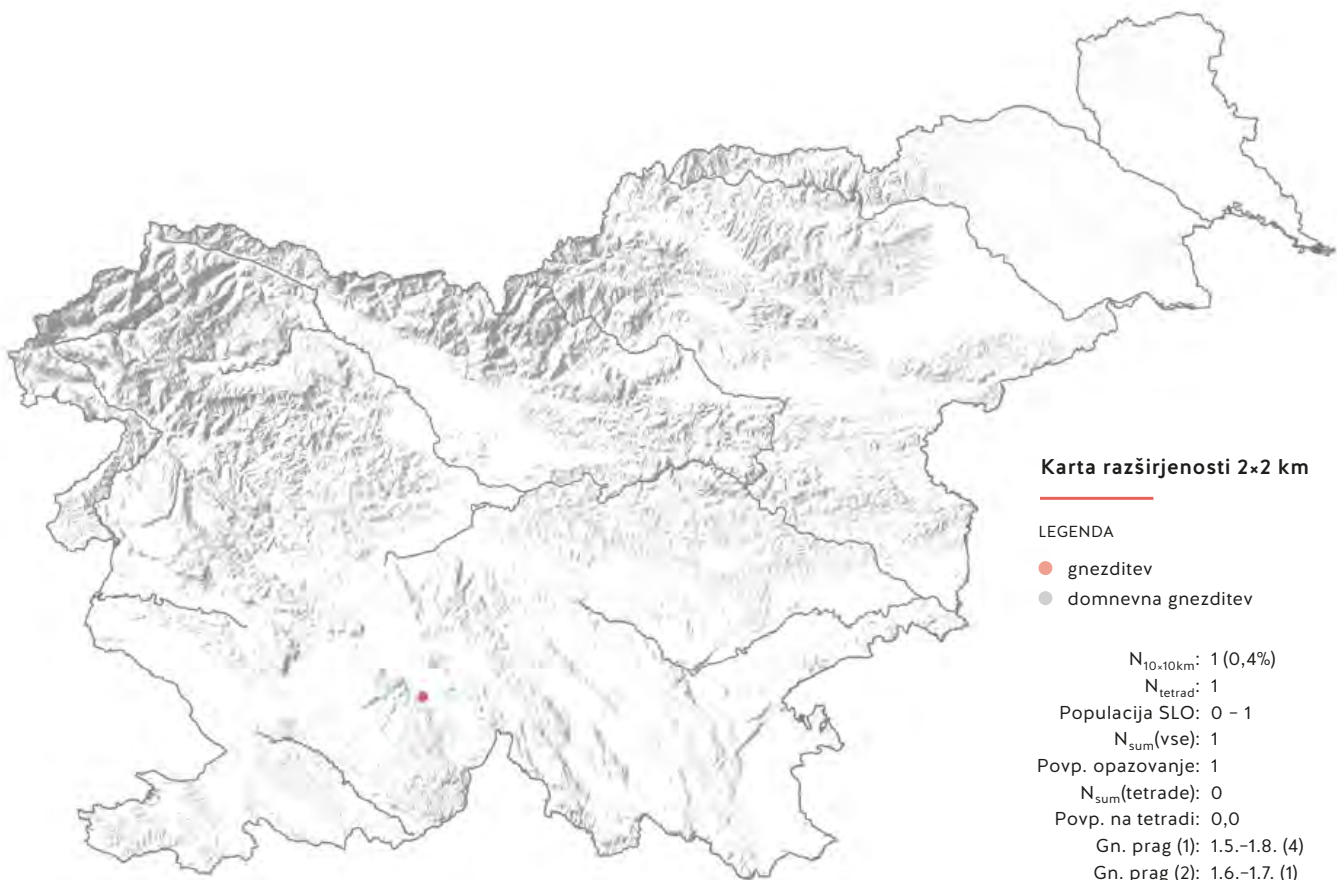 Karta razširjenosti 2×2 km
LEGENDA
gnezditev
domnevna gnezditev
N10×10km: 1 (0,4%)
Ntetrad: 1
Populacija SLO: 0 – 1
Nsum(vse): 1
Povp. opazovanje: 1
Nsum(tetrade): 0
Povp. na tetradi: 0,0
Gn. prag (1): 1.5.–1.8. (4)
Gn. prag (2): 1.6.–1.7. (1)